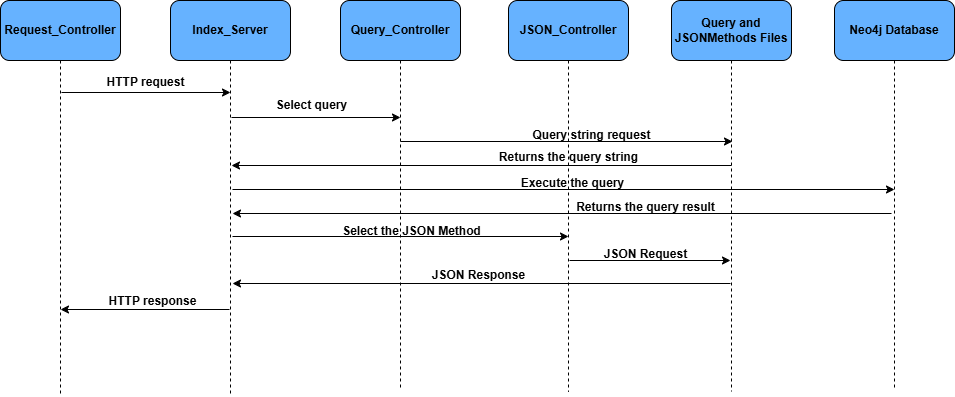 Request_Controller
Index_Server
Query_Controller
JSON_Controller
Query and
JSONMethods Files
Neo4j Database
HTTP request
Select query
Query string request
Returns the query string
Execute the query
Returns the query result
Select the JSON Method
JSON Request
JSON Response
HTTP response